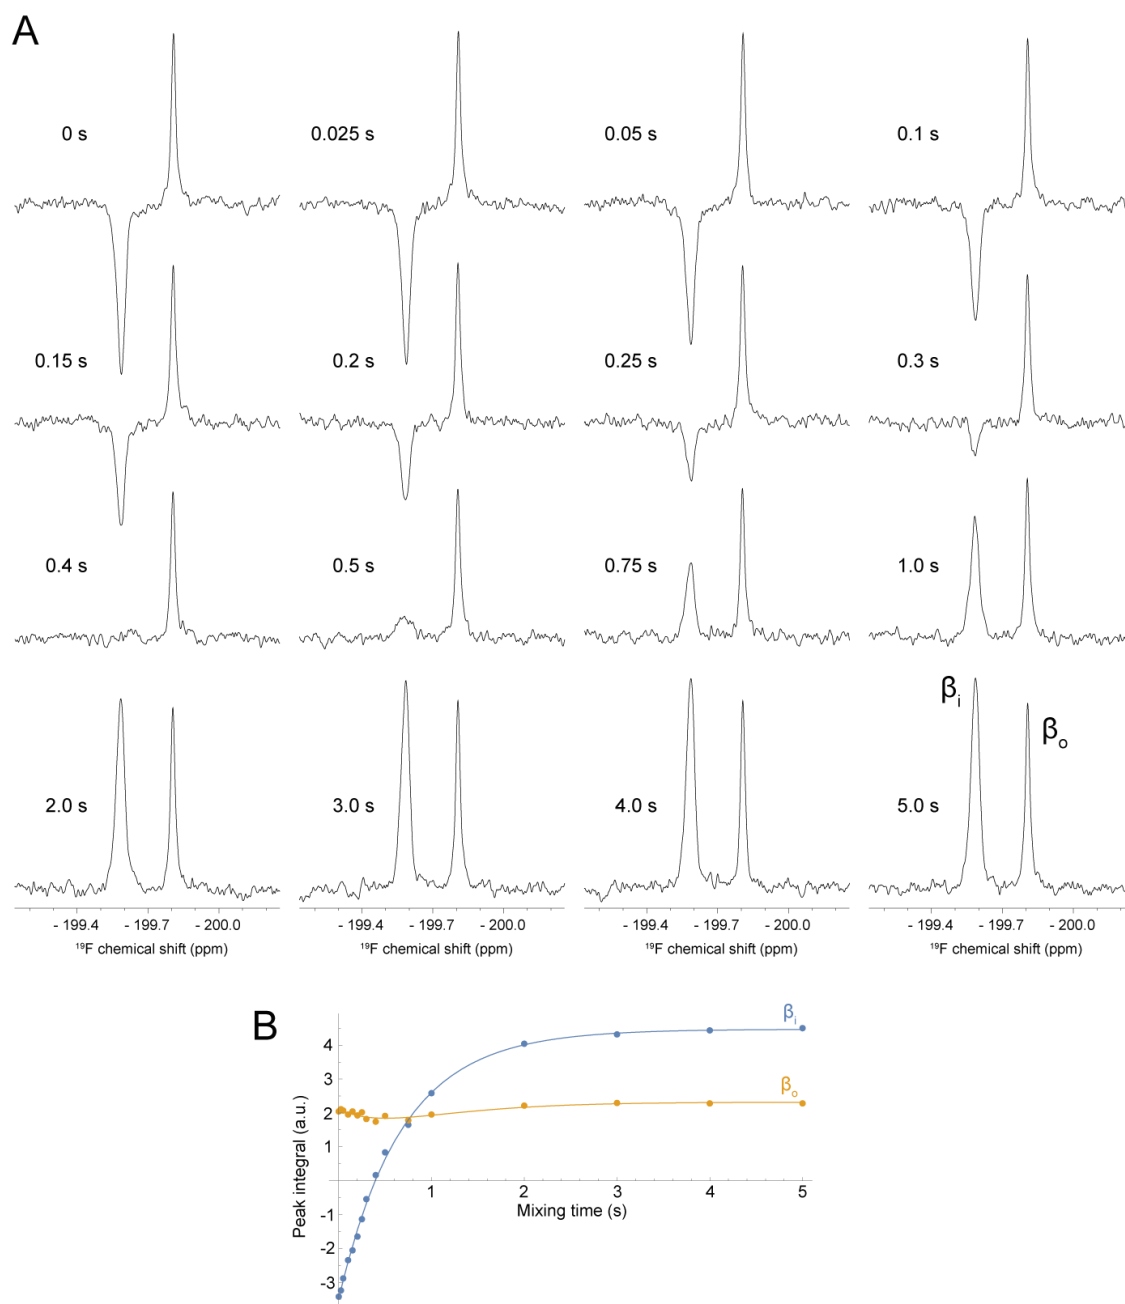 A
0 s
0.025 s
0.05 s
0.1 s
0.15 s
0.2 s
0.25 s
0.3 s
0.4 s
0.5 s
0.75 s
1.0 s
βi
βo
2.0 s
3.0 s
4.0 s
5.0 s
- 199.4 - 199.7 - 200.0
- 199.4 - 199.7 - 200.0
- 199.4 - 199.7 - 200.0
- 199.4 - 199.7 - 200.0
19F chemical shift (ppm)
19F chemical shift (ppm)
19F chemical shift (ppm)
19F chemical shift (ppm)
B
βi
4
3
βo
2
1
1 2 3 4 5
Mixing time (s)
-1
-2
-3
Peak integral (a.u.)